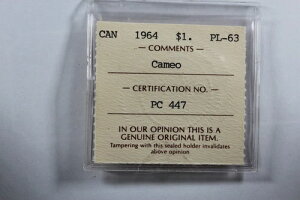 CAN 1964 $1. PL-63
— COMMENTS —
Cameo
— CERTIFICATION NO. —
PC 447
IN OUR OPINION THIS IS A
GENUINE ORIGINAL ITEM.
Tampering with this sealed holder invalidates
above opinion